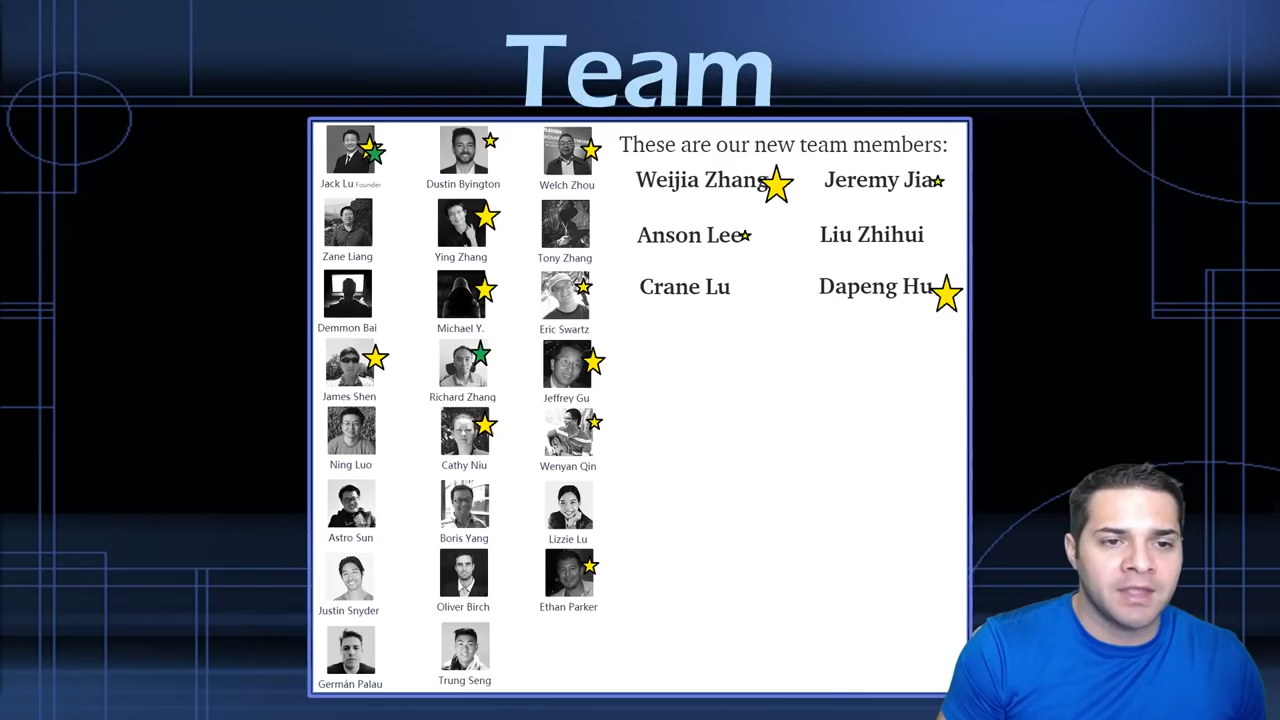 Team
Jack Lu Founder
Dustin Byington
Welch Zhou
Zane Liang
Ying Zhang
Tony Zhang
Demmon Bai
Michael Y.
Eric Swartz
James Shen
Richard Zhang
Jeffrey Gu
Ning Luo
Cathy Niu
Wenyan Qin
Astro Sun
Boris Yang
Lizzie Lu
Justin Snyder
Oliver Birch
Ethan Parker
Germán Palau
Trung Seng
These are our new team members:
Weijia Zhang
Jeremy Jia
Anson Lee
Liu Zhihui
Crane Lu
Dapeng Hu